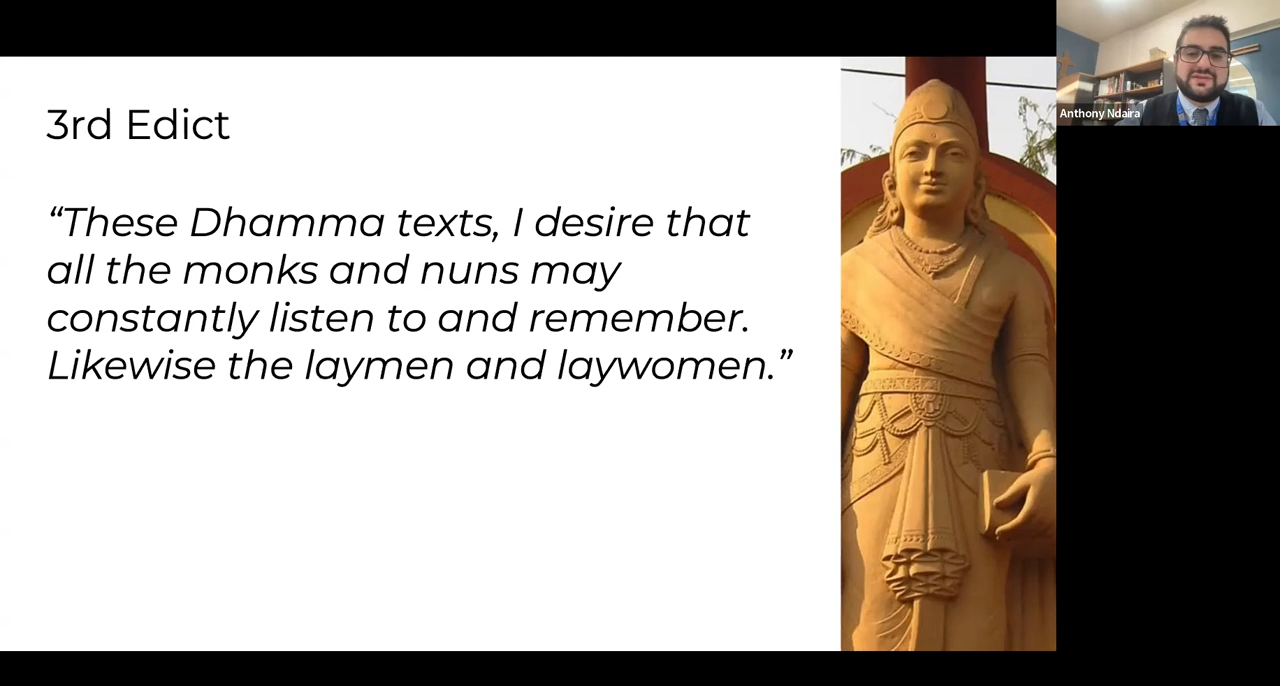 3rd Edict
“These Dhamma texts, I desire that
all the monks and nuns may
constantly listen to and remember.
Likewise the laymen and laywomen.”
Anthony Ndaira